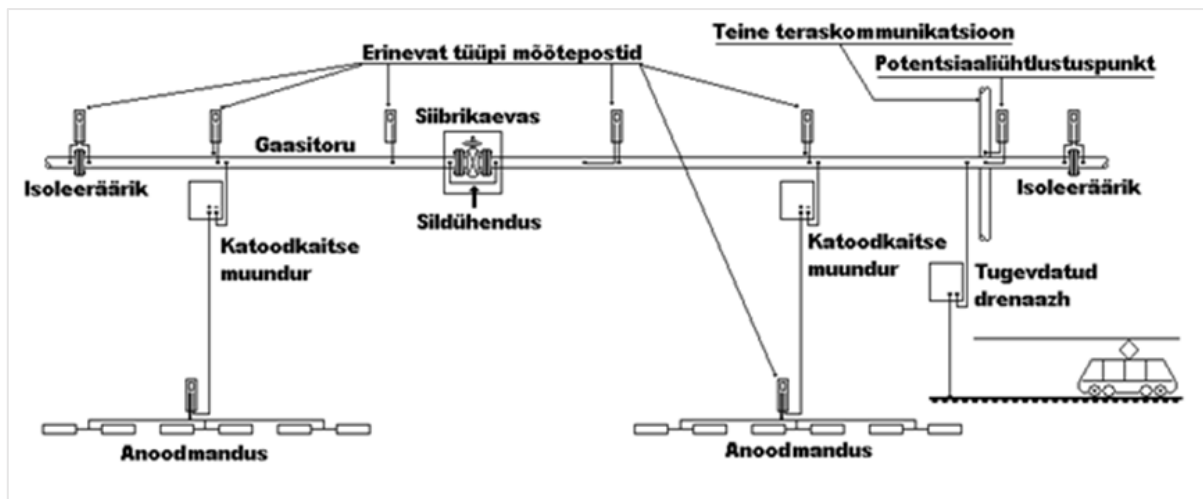 Teine teraskommunikatsioon
Erinevat tüüpi mõõtepostid
Potentsiaaliühtlustuspunkt
Siibrikaevas
Gaasitoru
Isoleeräärik
Isoleeräärik
Sildühendus
Katoodkaitse
muundur
Katoodkaitse
muundur
Tugevdatud
drenaazh
Anoodmandus
Anoodmandus